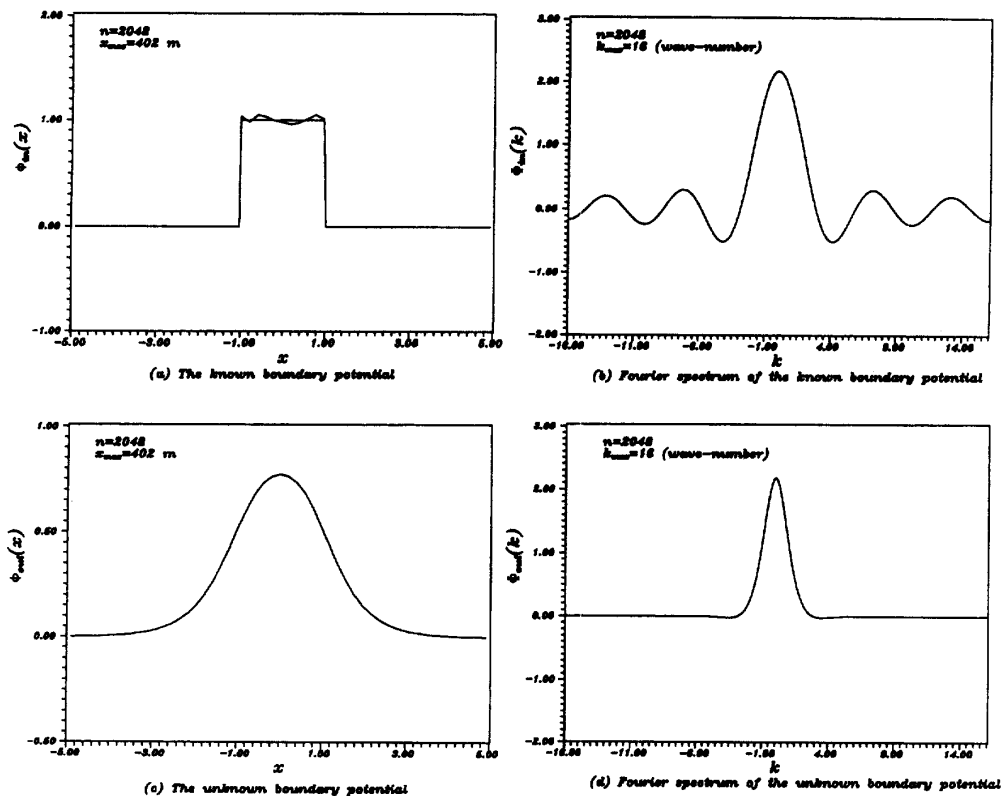 n=2048
x_max=402 m
2.00
1.00
0.00
-1.00
Φ_in(x)
-5.00 -3.00 -1.00 1.00 3.00 5.00
x
(a) The known boundary potential
n=2048
k_max=16 (wave-number)
3.00
2.00
1.00
0.00
-1.00
-2.00
Φ_in(k)
-16.00 -11.00 -6.00 -1.00 4.00 9.00 14.00
k
(b) Fourier spectrum of the known boundary potential
n=2048
x_max=402 m
1.00
0.50
0.00
-0.50
Φ_out(x)
-5.00 -3.00 -1.00 1.00 3.00 5.00
x
(c) The unknown boundary potential
n=2048
k_max=16 (wave-number)
3.00
2.00
1.00
0.00
-1.00
-2.00
Φ_out(k)
-16.00 -11.00 -6.00 -1.00 4.00 9.00 14.00
k
(d) Fourier spectrum of the unknown boundary potential